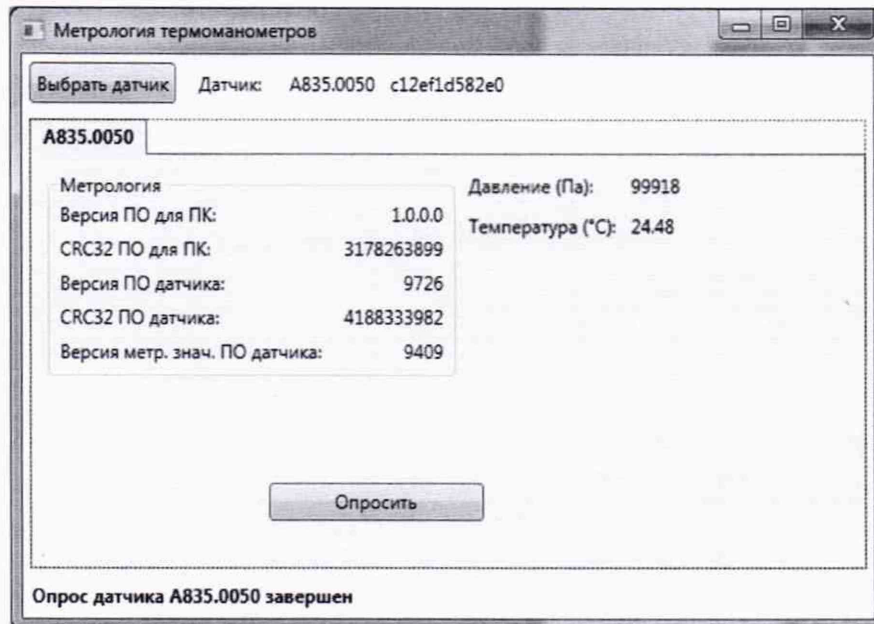 Метрология термоманометров
Выбрать датчик Датчик: A835.0050 c12ef1d582e0
A835.0050
Метрология
Версия ПО для ПК: 1.0.0.0
CRC32 ПО для ПК: 3178263899
Версия ПО датчика: 9726
CRC32 ПО датчика: 4188333982
Версия метр. знач. ПО датчика: 9409
Давление (Па): 99918
Температура (°C): 24.48
Опросить
Опрос датчика A835.0050 завершен